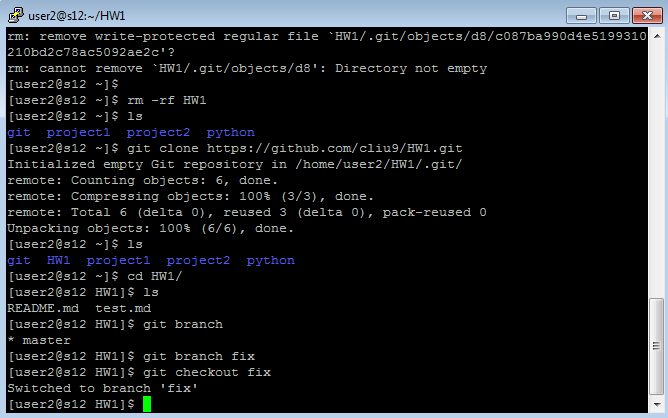 user2@s12:~/HW1
rm: remove write-protected regular file `HW1/.git/objects/d8/c087ba990d4e5199310
210bd2c78ac5092ae2c'?
rm: cannot remove `HW1/.git/objects/d8': Directory not empty
[user2@s12 ~]$
[user2@s12 ~]$ rm -rf HW1
[user2@s12 ~]$ ls
git  project1  project2  python
[user2@s12 ~]$ git clone https://github.com/cliu9/HW1.git
Initialized empty Git repository in /home/user2/HW1/.git/
remote: Counting objects: 6, done.
remote: Compressing objects: 100% (3/3), done.
remote: Total 6 (delta 0), reused 3 (delta 0), pack-reused 0
Unpacking objects: 100% (6/6), done.
[user2@s12 ~]$ ls
git  HW1  project1  project2  python
[user2@s12 ~]$ cd HW1/
[user2@s12 HW1]$ ls
README.md  test.md
[user2@s12 HW1]$ git branch
* master
[user2@s12 HW1]$ git branch fix
[user2@s12 HW1]$ git checkout fix
Switched to branch 'fix'
[user2@s12 HW1]$